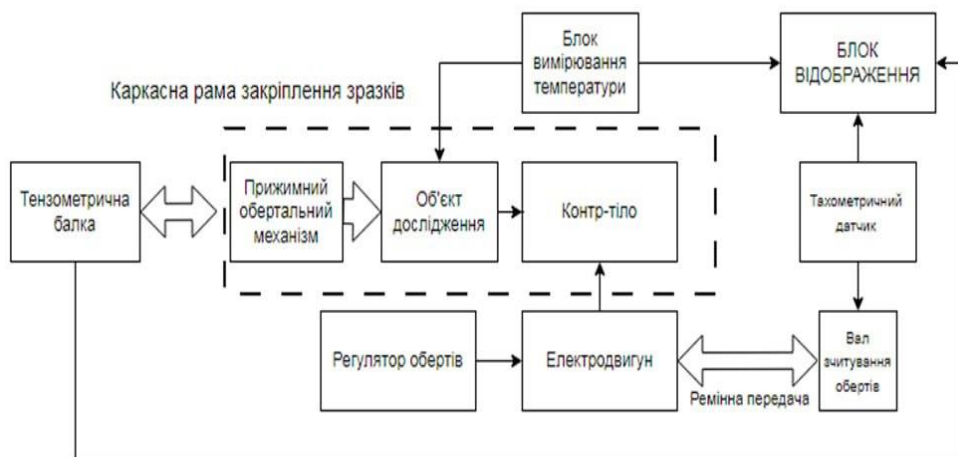 Блок
вимірювання
температури
БЛОК
ВІДОБРАЖЕННЯ
Каркасна рама закріплення зразків
Тензометрична
балка
Прижимний
обертальний
механізм
Об'єкт
дослідження
Контр-тіло
Тахометричний
датчик
Регулятор обертів
Електродвигун
Ремінна передача
Вал
зчитування
обертів